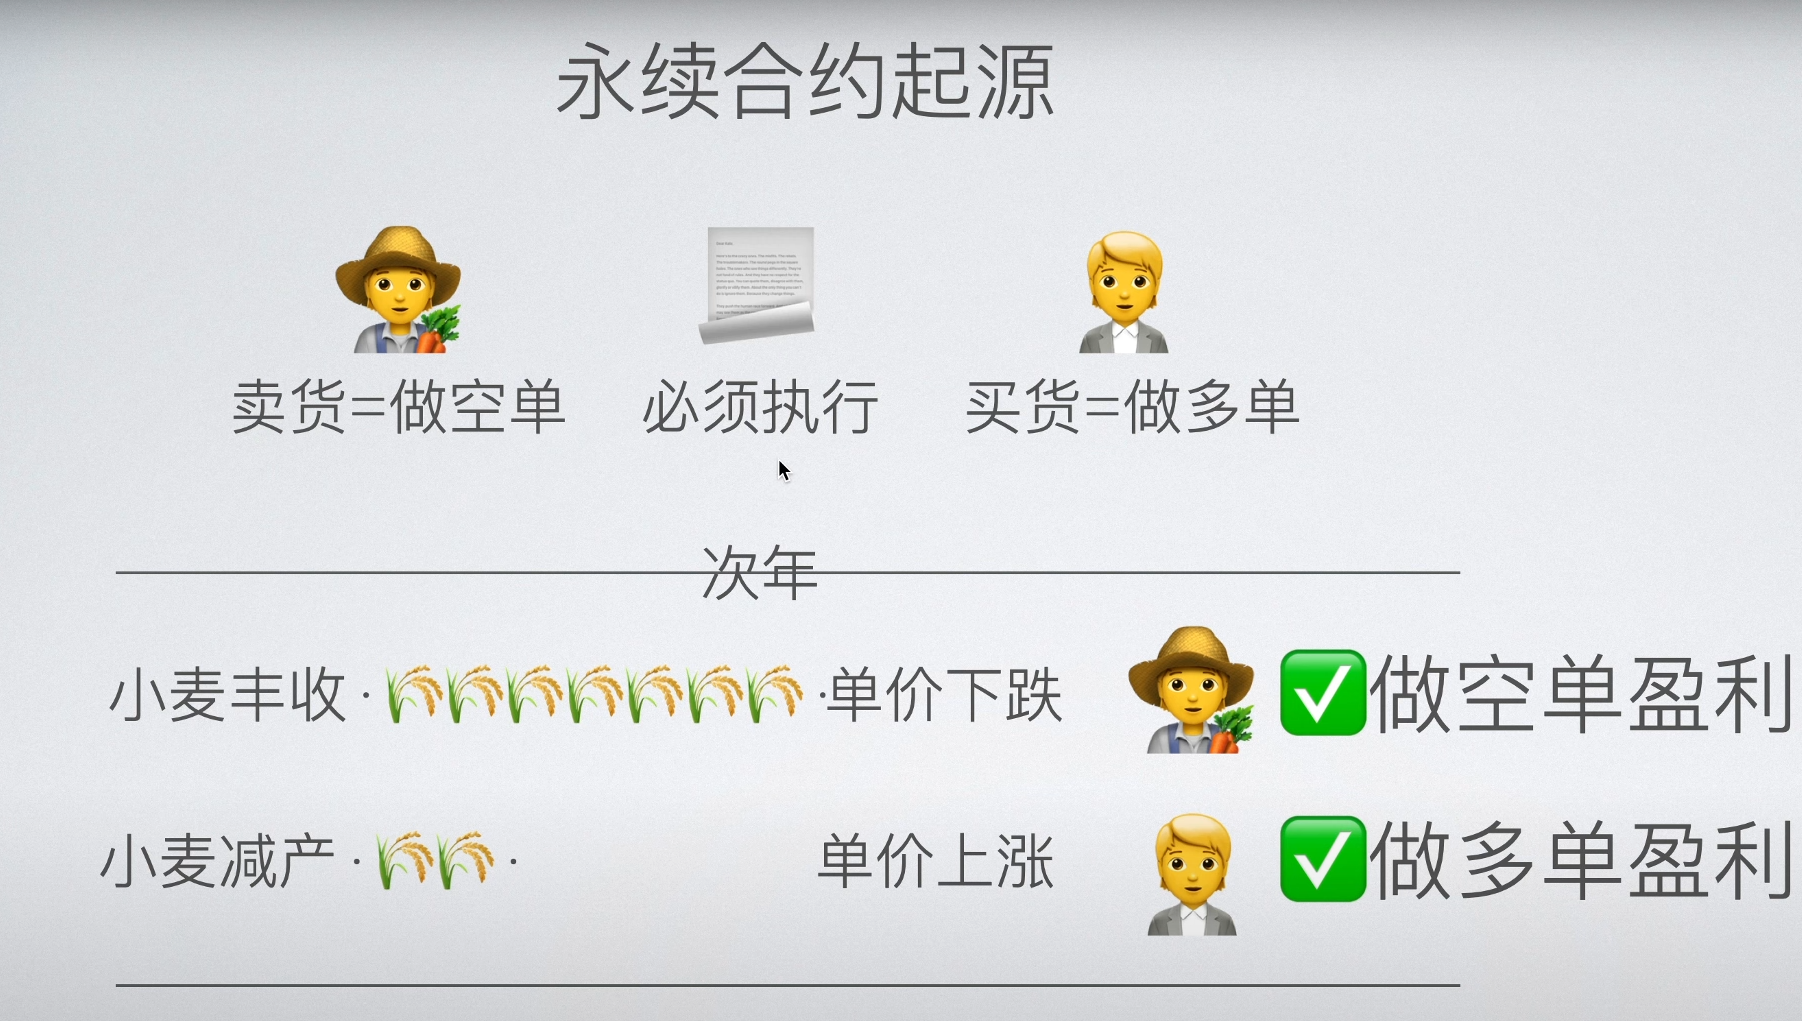 永续合约起源
卖货=做空单
必须执行
买货=做多单
次年
小麦丰收 · · 单价下跌 做空单盈利
小麦减产 · · 单价上涨 做多单盈利